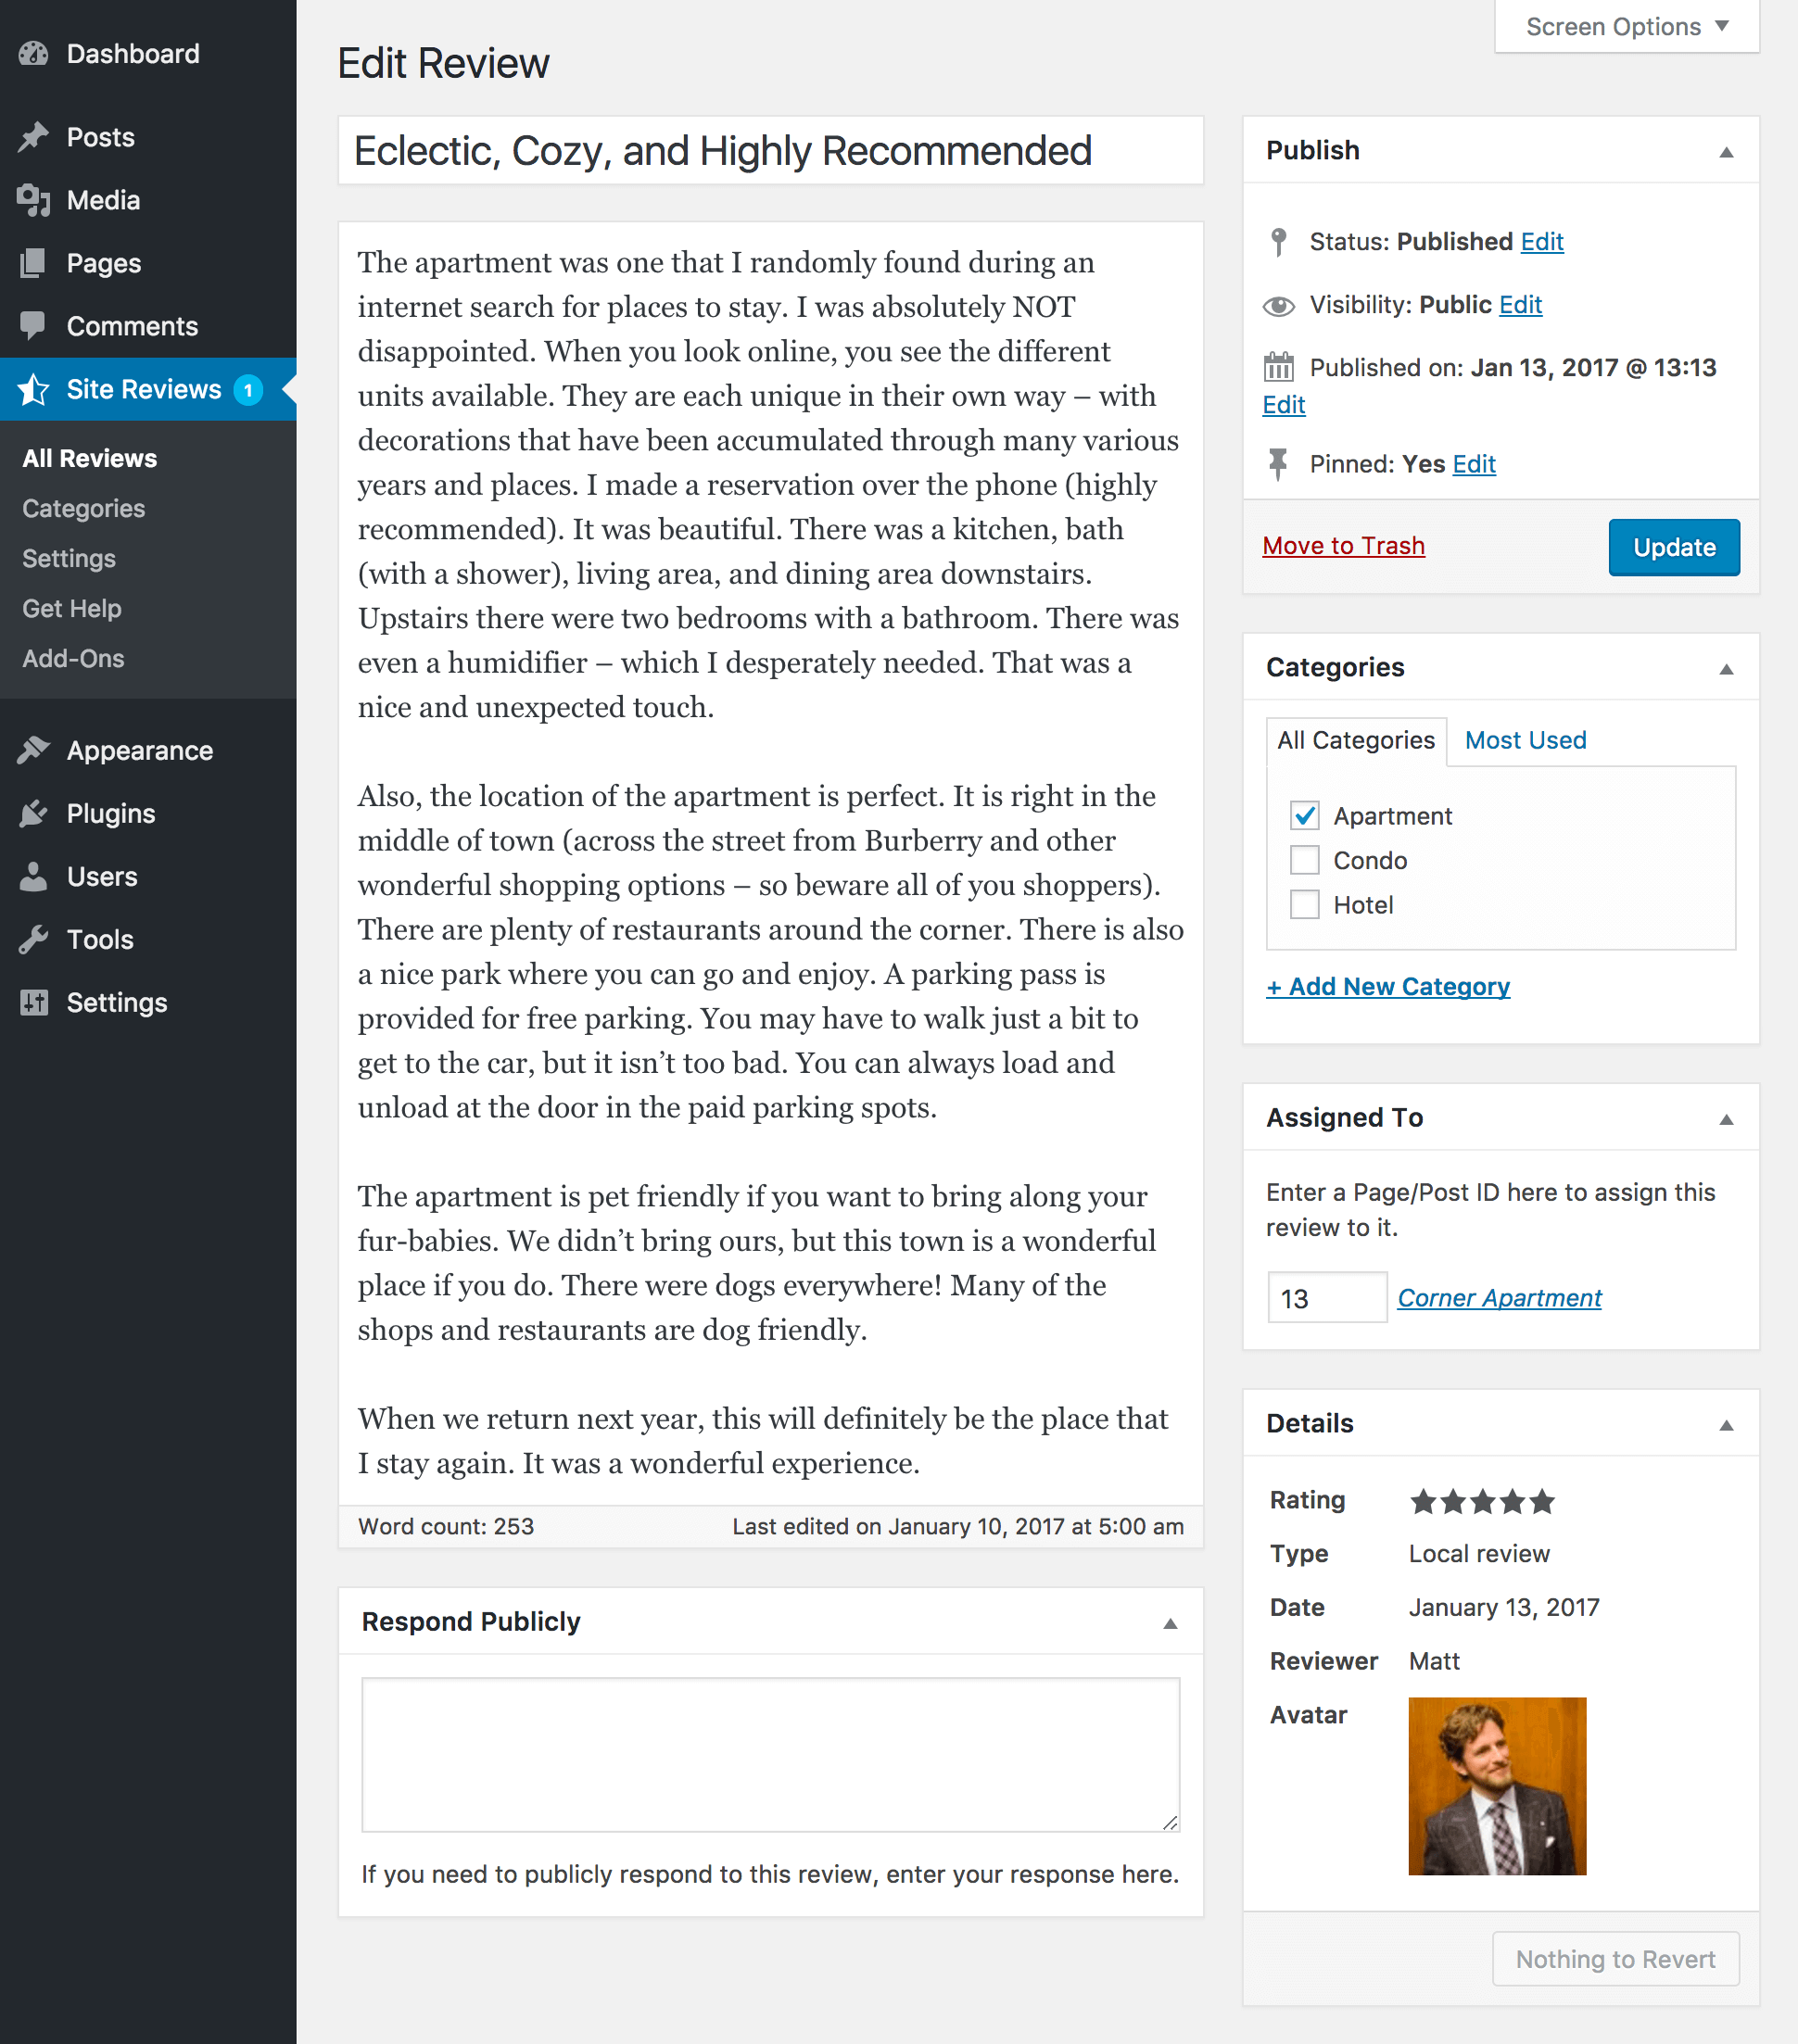 Dashboard
Posts
Media
Pages
Comments
Site Reviews 1
All Reviews
Categories
Settings
Get Help
Add-Ons
Appearance
Plugins
Users
Tools
Settings
Screen Options
Edit Review
Eclectic, Cozy, and Highly Recommended
The apartment was one that I randomly found during an
internet search for places to stay. I was absolutely NOT
disappointed. When you look online, you see the different
units available. They are each unique in their own way – with
decorations that have been accumulated through many various
years and places. I made a reservation over the phone (highly
recommended). It was beautiful. There was a kitchen, bath
(with a shower), living area, and dining area downstairs.
Upstairs there were two bedrooms with a bathroom. There was
even a humidifier – which I desperately needed. That was a
nice and unexpected touch.
Also, the location of the apartment is perfect. It is right in the
middle of town (across the street from Burberry and other
wonderful shopping options – so beware all of you shoppers).
There are plenty of restaurants around the corner. There is also
a nice park where you can go and enjoy. A parking pass is
provided for free parking. You may have to walk just a bit to
get to the car, but it isn’t too bad. You can always load and
unload at the door in the paid parking spots.
The apartment is pet friendly if you want to bring along your
fur-babies. We didn’t bring ours, but this town is a wonderful
place if you do. There were dogs everywhere! Many of the
shops and restaurants are dog friendly.
When we return next year, this will definitely be the place that
I stay again. It was a wonderful experience.
Word count: 253
Last edited on January 10, 2017 at 5:00 am
Respond Publicly
If you need to publicly respond to this review, enter your response here.
Publish
Status: Published Edit
Visibility: Public Edit
Published on: Jan 13, 2017 @ 13:13
Edit
Pinned: Yes Edit
Move to Trash
Update
Categories
All Categories
Most Used
Apartment
Condo
Hotel
+ Add New Category
Assigned To
Enter a Page/Post ID here to assign this
review to it.
13 Corner Apartment
Details
Rating
Type Local review
Date January 13, 2017
Reviewer Matt
Avatar
Nothing to Revert